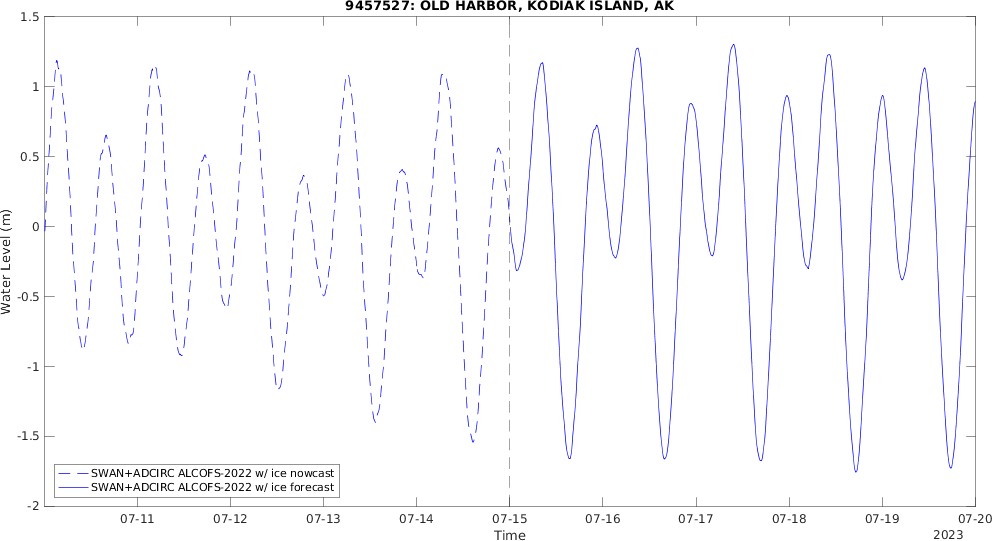 9457527: OLD HARBOR, KODIAK ISLAND, AK
1.5
1
0.5
0
-0.5
-1
-1.5
-2
Water Level (m)
SWAN+ADCIRC ALCOFS-2022 w/ ice nowcast
SWAN+ADCIRC ALCOFS-2022 w/ ice forecast
07-11 07-12 07-13 07-14 07-15 07-16 07-17 07-18 07-19 07-20
Time
2023